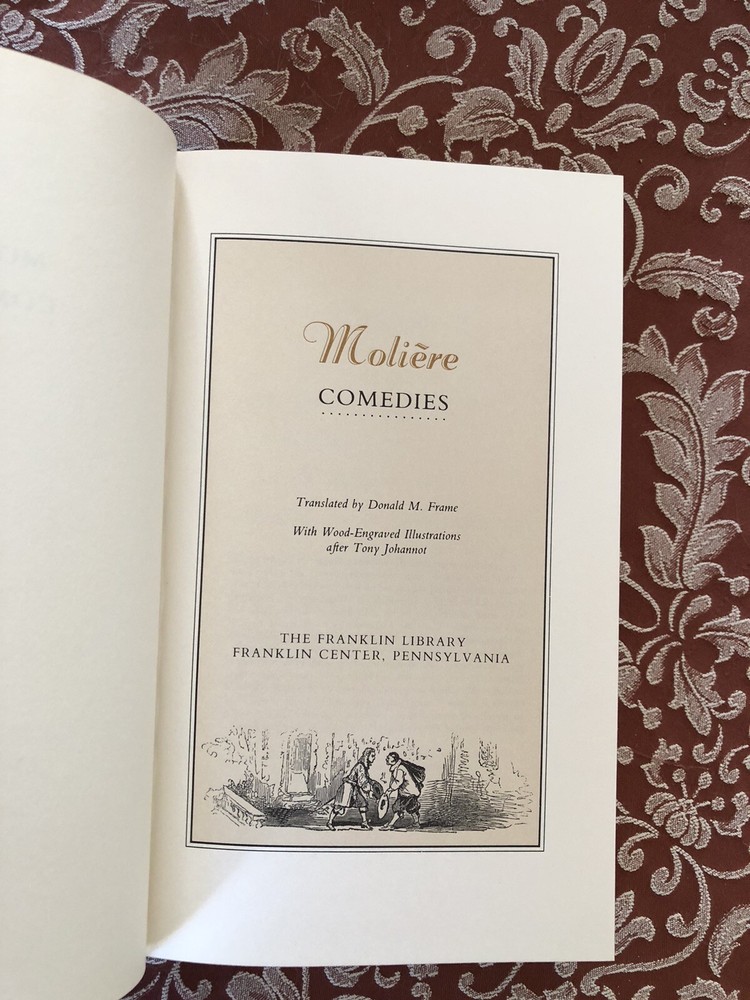 Molière
COMEDIES
Translated by Donald M. Frame
With Wood-Engraved Illustrations
after Tony Johannot
THE FRANKLIN LIBRARY
FRANKLIN CENTER, PENNSYLVANIA